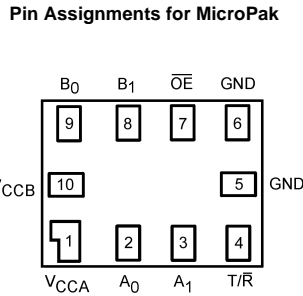 Pin Assignments for MicroPak
B0 B1 O̅E̅ GND
9 8 7 6
CCB 10 5 GND
1 2 3 4
VCCA A0 A1 T/R̅